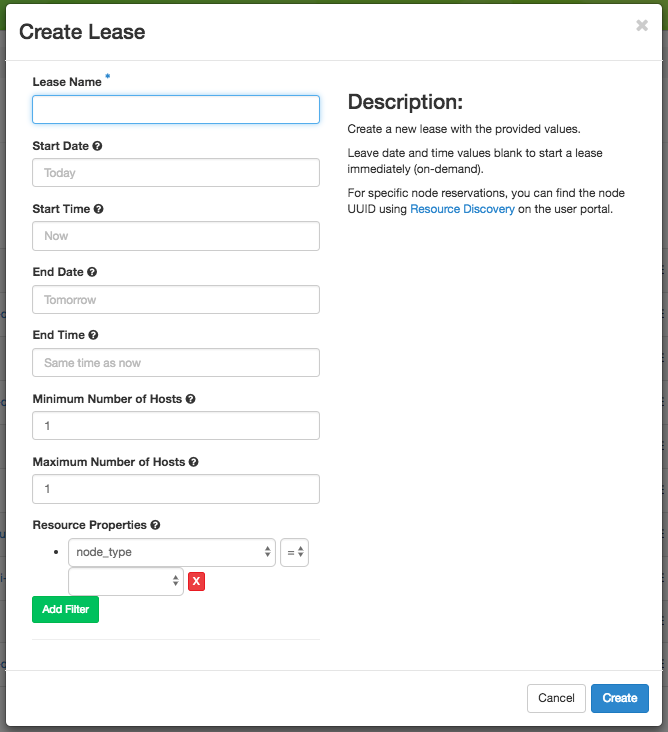 Create Lease
×
Lease Name *
Start Date ?
Today
Start Time ?
Now
End Date ?
Tomorrow
End Time ?
Same time as now
Minimum Number of Hosts ?
1
Maximum Number of Hosts ?
1
Resource Properties ?
node_type
=
X
Add Filter
Description:
Create a new lease with the provided values.
Leave date and time values blank to start a lease
immediately (on-demand).
For specific node reservations, you can find the node
UUID using Resource Discovery on the user portal.
Cancel
Create